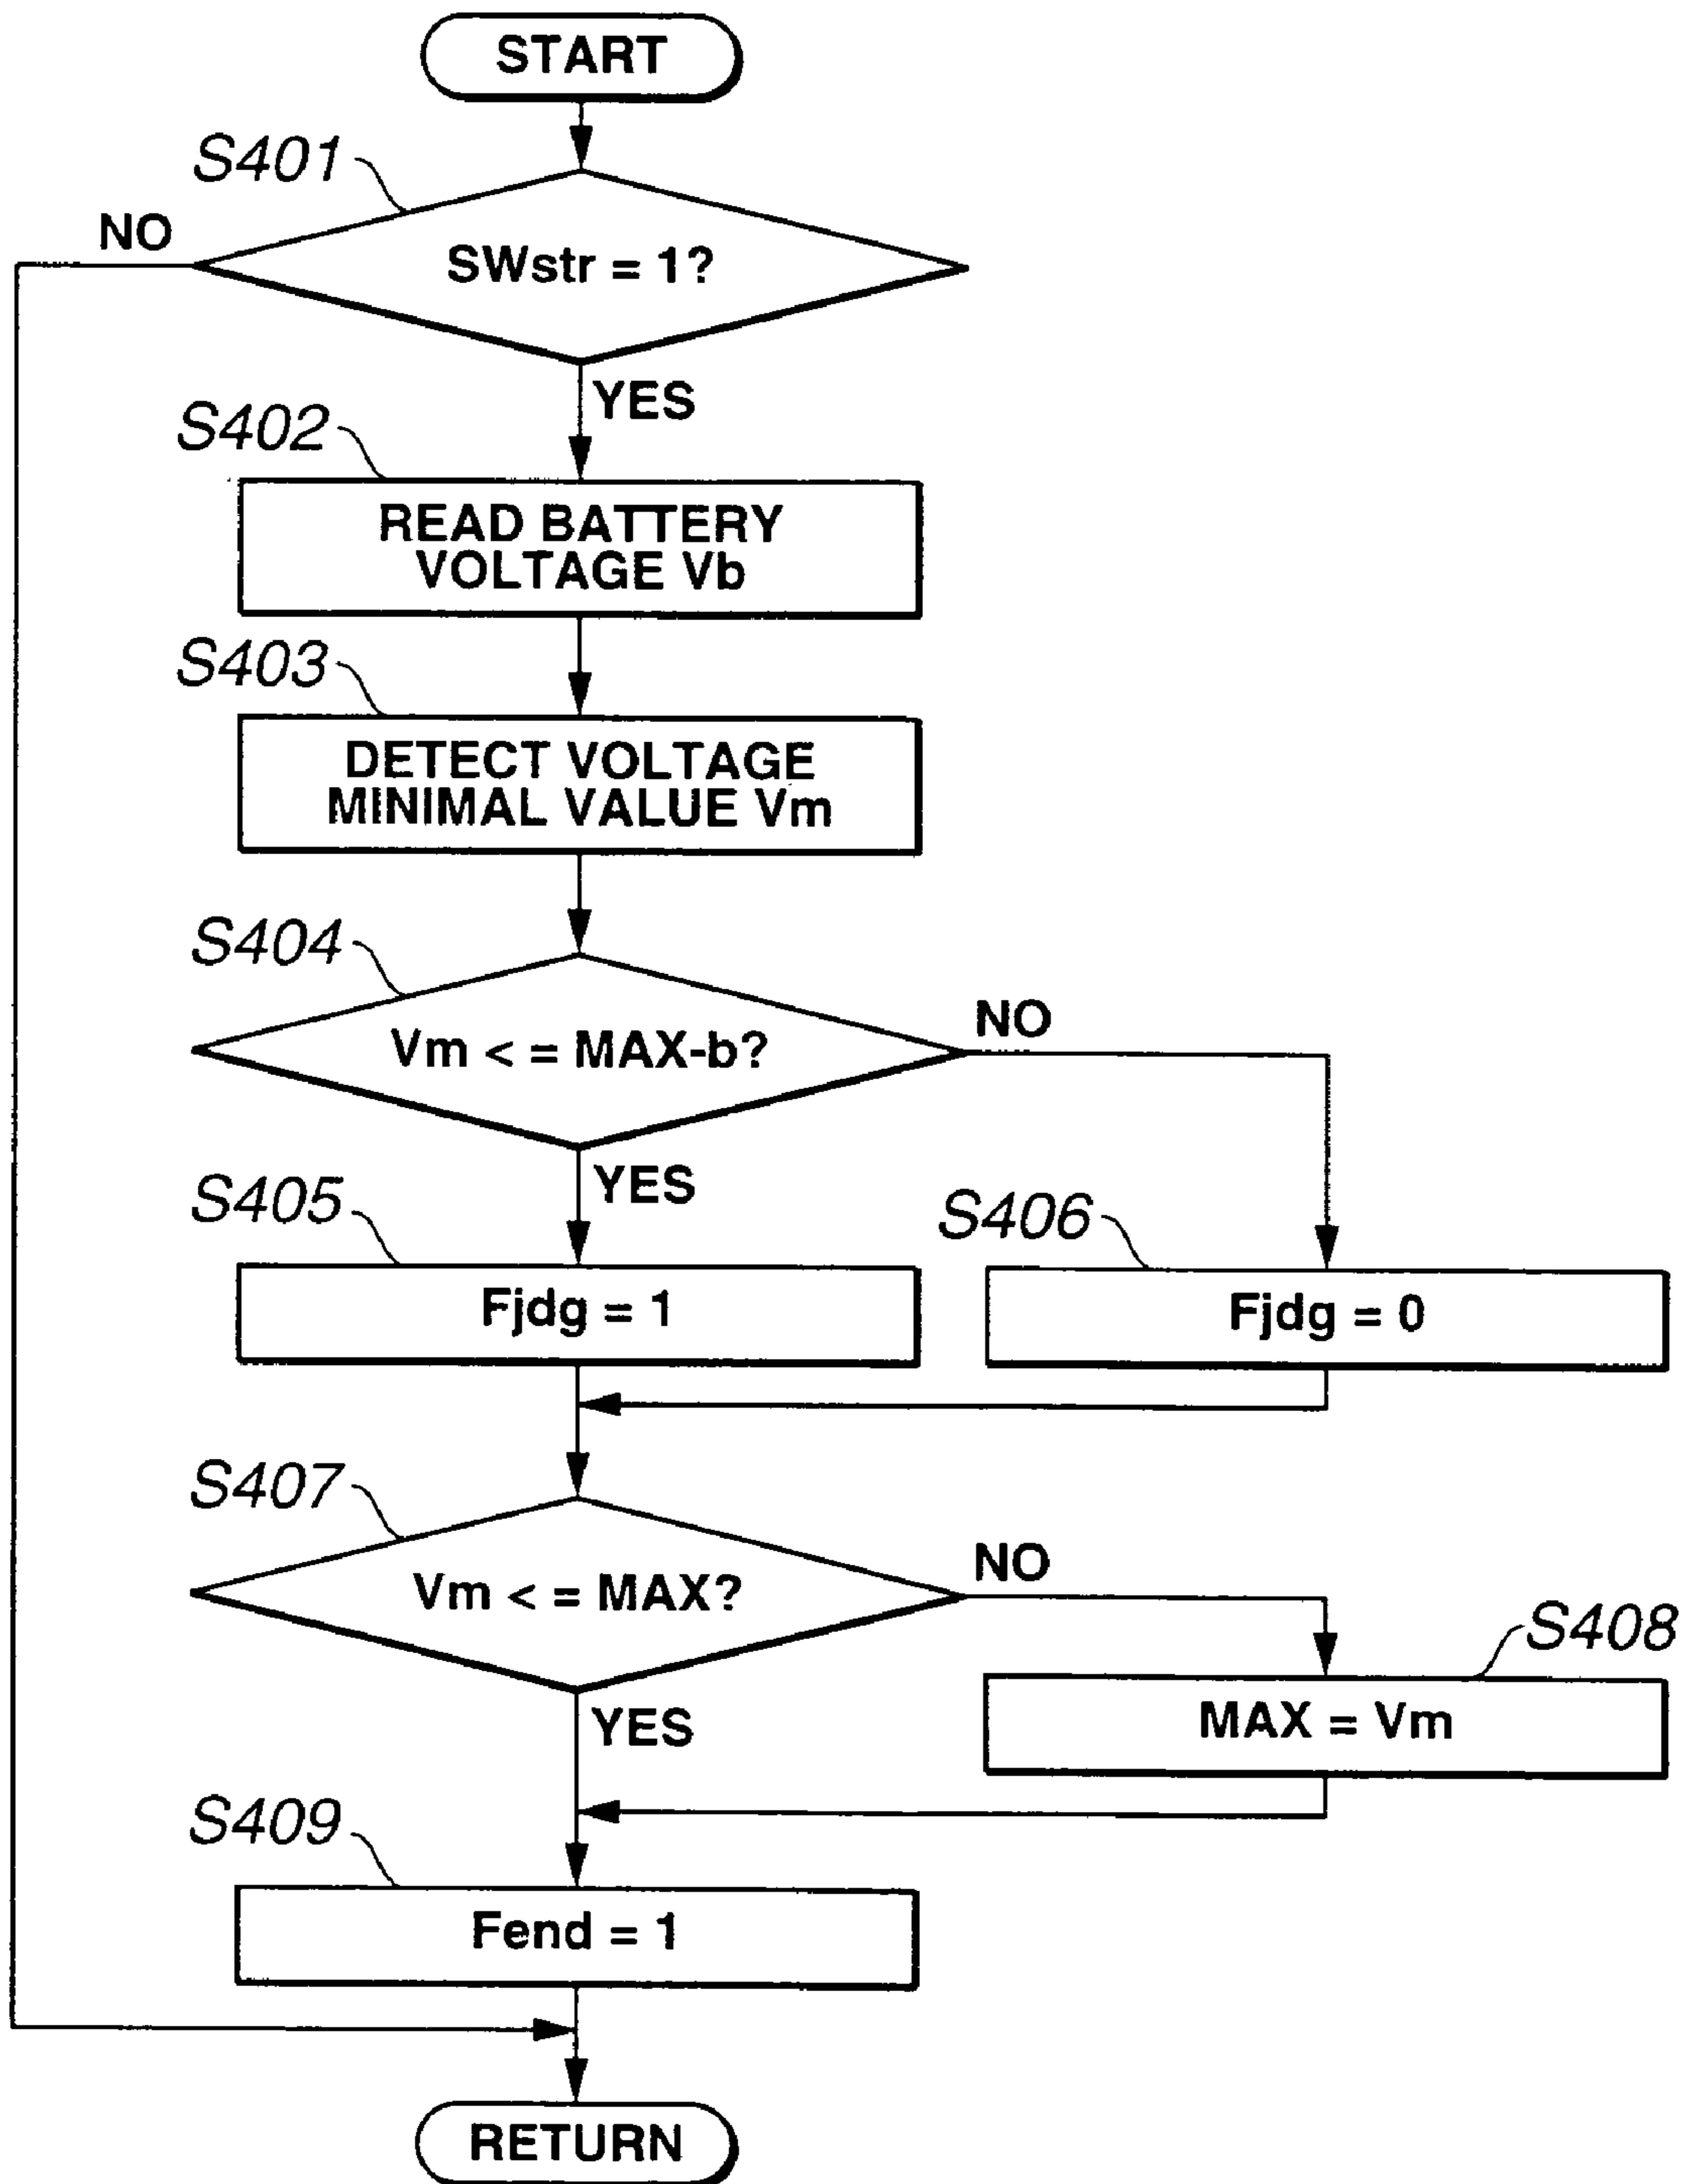 START
S401
NO
SWstr = 1?
YES
S402
READ BATTERY
VOLTAGE Vb
S403
DETECT VOLTAGE
MINIMAL VALUE Vm
S404
Vm < = MAX-b?
NO
YES
S405
Fjdg = 1
S406
Fjdg = 0
S407
Vm < = MAX?
NO
YES
S408
MAX = Vm
S409
Fend = 1
RETURN